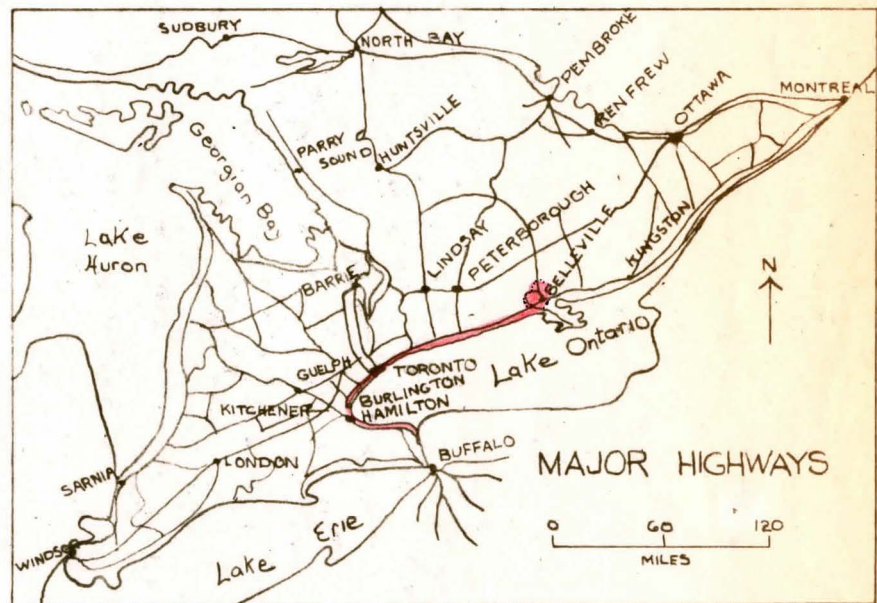 SUDBURY
NORTH BAY
PEMBROKE
RENFREW
OTTAWA
MONTREAL
Georgian Bay
PARRY
SOUND
HUNTSVILLE
Lake
Huron
BARRIE
LINDSAY
PETERBOROUGH
BELLEVILLE
KINGSTON
N
Lake Ontario
GUELPH
TORONTO
BURLINGTON
HAMILTON
KITCHENER
LONDON
BUFFALO
SARNIA
WINDSOR
Lake Erie
MAJOR HIGHWAYS
0 60 120
MILES